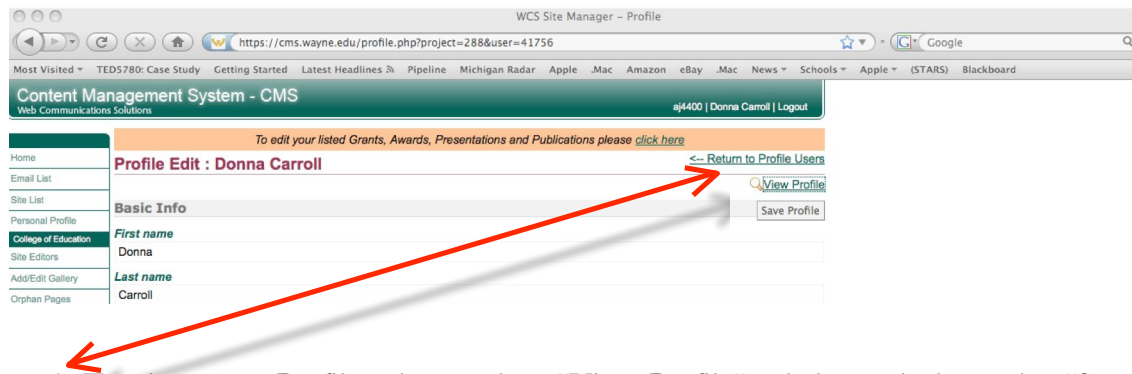 WCS Site Manager – Profile
https://cms.wayne.edu/profile.php?project=288&user=41756
Google
Most Visited TED5780: Case Study Getting Started Latest Headlines Pipeline Michigan Radar Apple .Mac Amazon eBay .Mac News Schools Apple (STARS) Blackboard
Content Management System - CMS
Web Communications Solutions
aj4400 | Donna Carroll | Logout
To edit your listed Grants, Awards, Presentations and Publications please click here
Home
Email List
Site List
Personal Profile
College of Education
Site Editors
Add/Edit Gallery
Orphan Pages
Profile Edit : Donna Carroll
<-- Return to Profile Users
View Profile
Save Profile
Basic Info
First name
Donna
Last name
Carroll